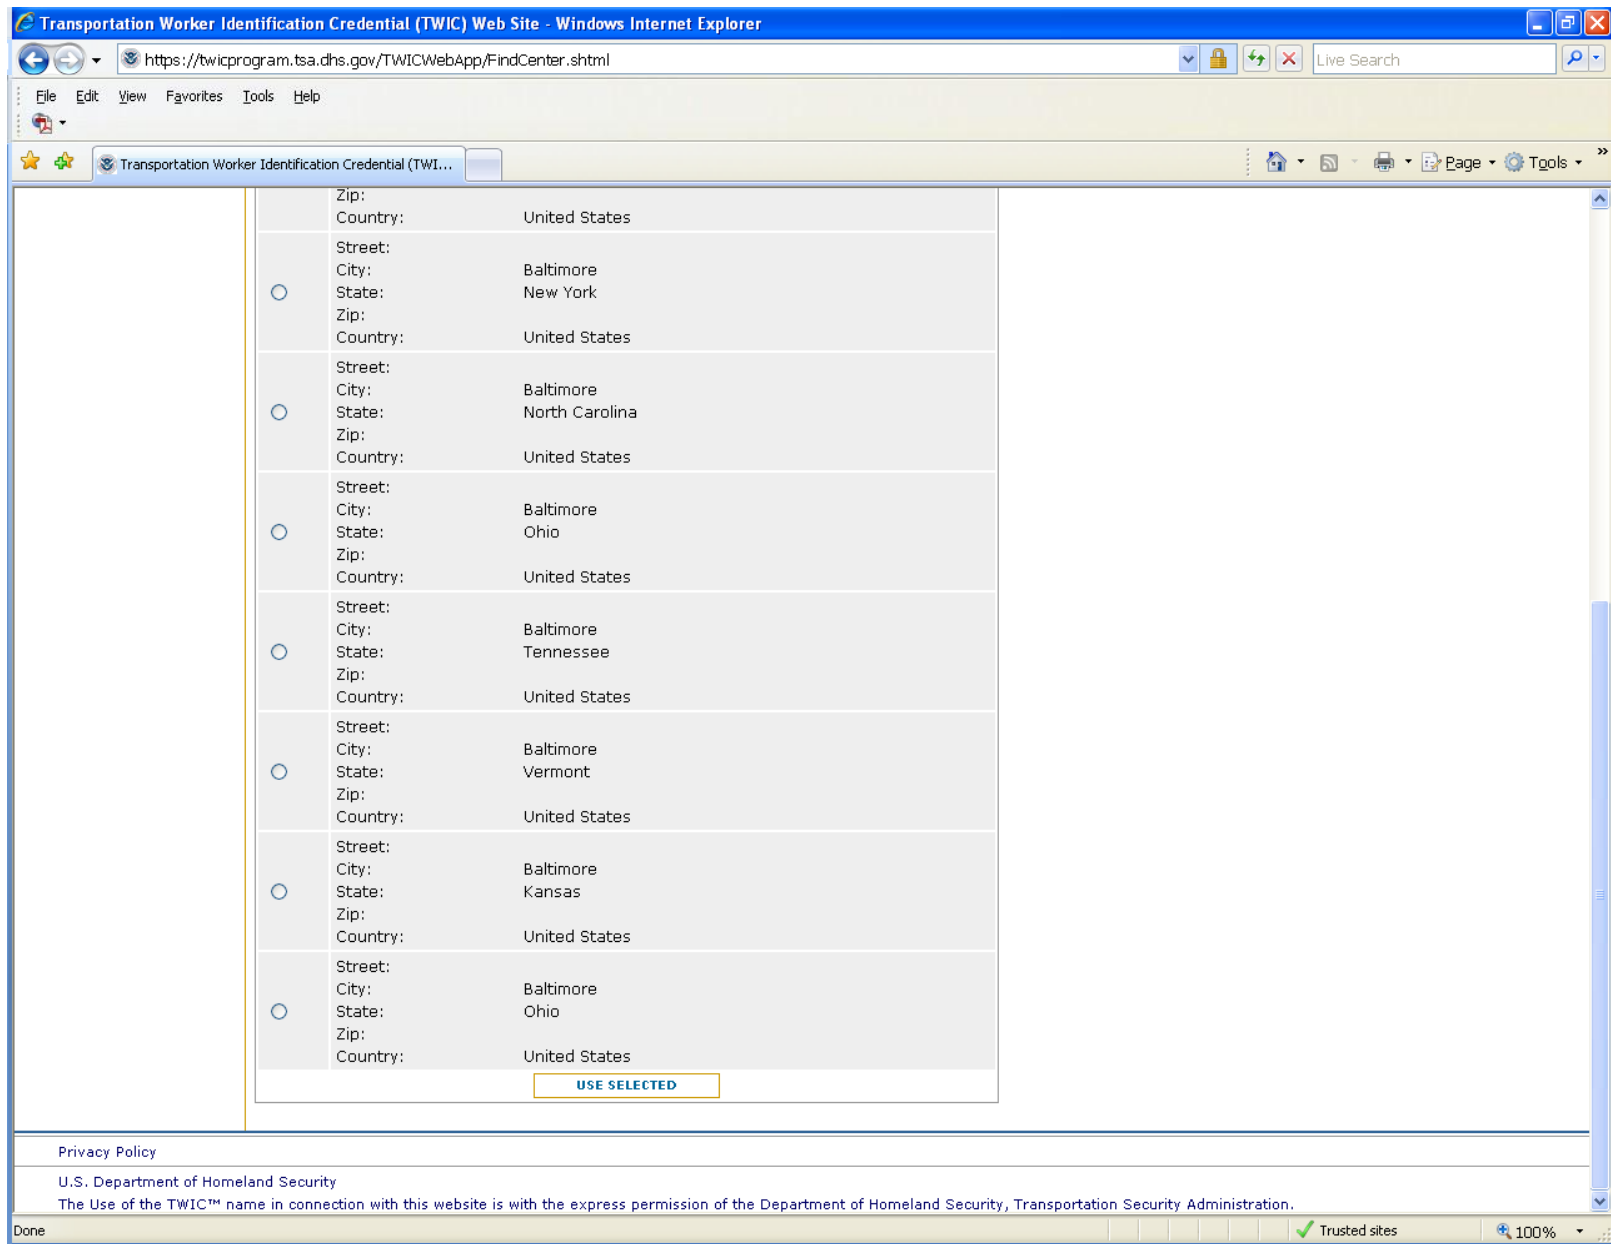 Transportation Worker Identification Credential (TWIC) Web Site - Windows Internet Explorer
https://twicprogram.tsa.dhs.gov/TWICWebApp/FindCenter.shtml
Live Search
File Edit View Favorites Tools Help
Transportation Worker Identification Credential (TWI...
Page Tools »
Zip:
Country: United States
Street:
City: Baltimore
State: New York
Zip:
Country: United States
Street:
City: Baltimore
State: North Carolina
Zip:
Country: United States
Street:
City: Baltimore
State: Ohio
Zip:
Country: United States
Street:
City: Baltimore
State: Tennessee
Zip:
Country: United States
Street:
City: Baltimore
State: Vermont
Zip:
Country: United States
Street:
City: Baltimore
State: Kansas
Zip:
Country: United States
Street:
City: Baltimore
State: Ohio
Zip:
Country: United States
USE SELECTED
Privacy Policy
U.S. Department of Homeland Security
The Use of the TWIC™ name in connection with this website is with the express permission of the Department of Homeland Security, Transportation Security Administration.
Done Trusted sites 100%